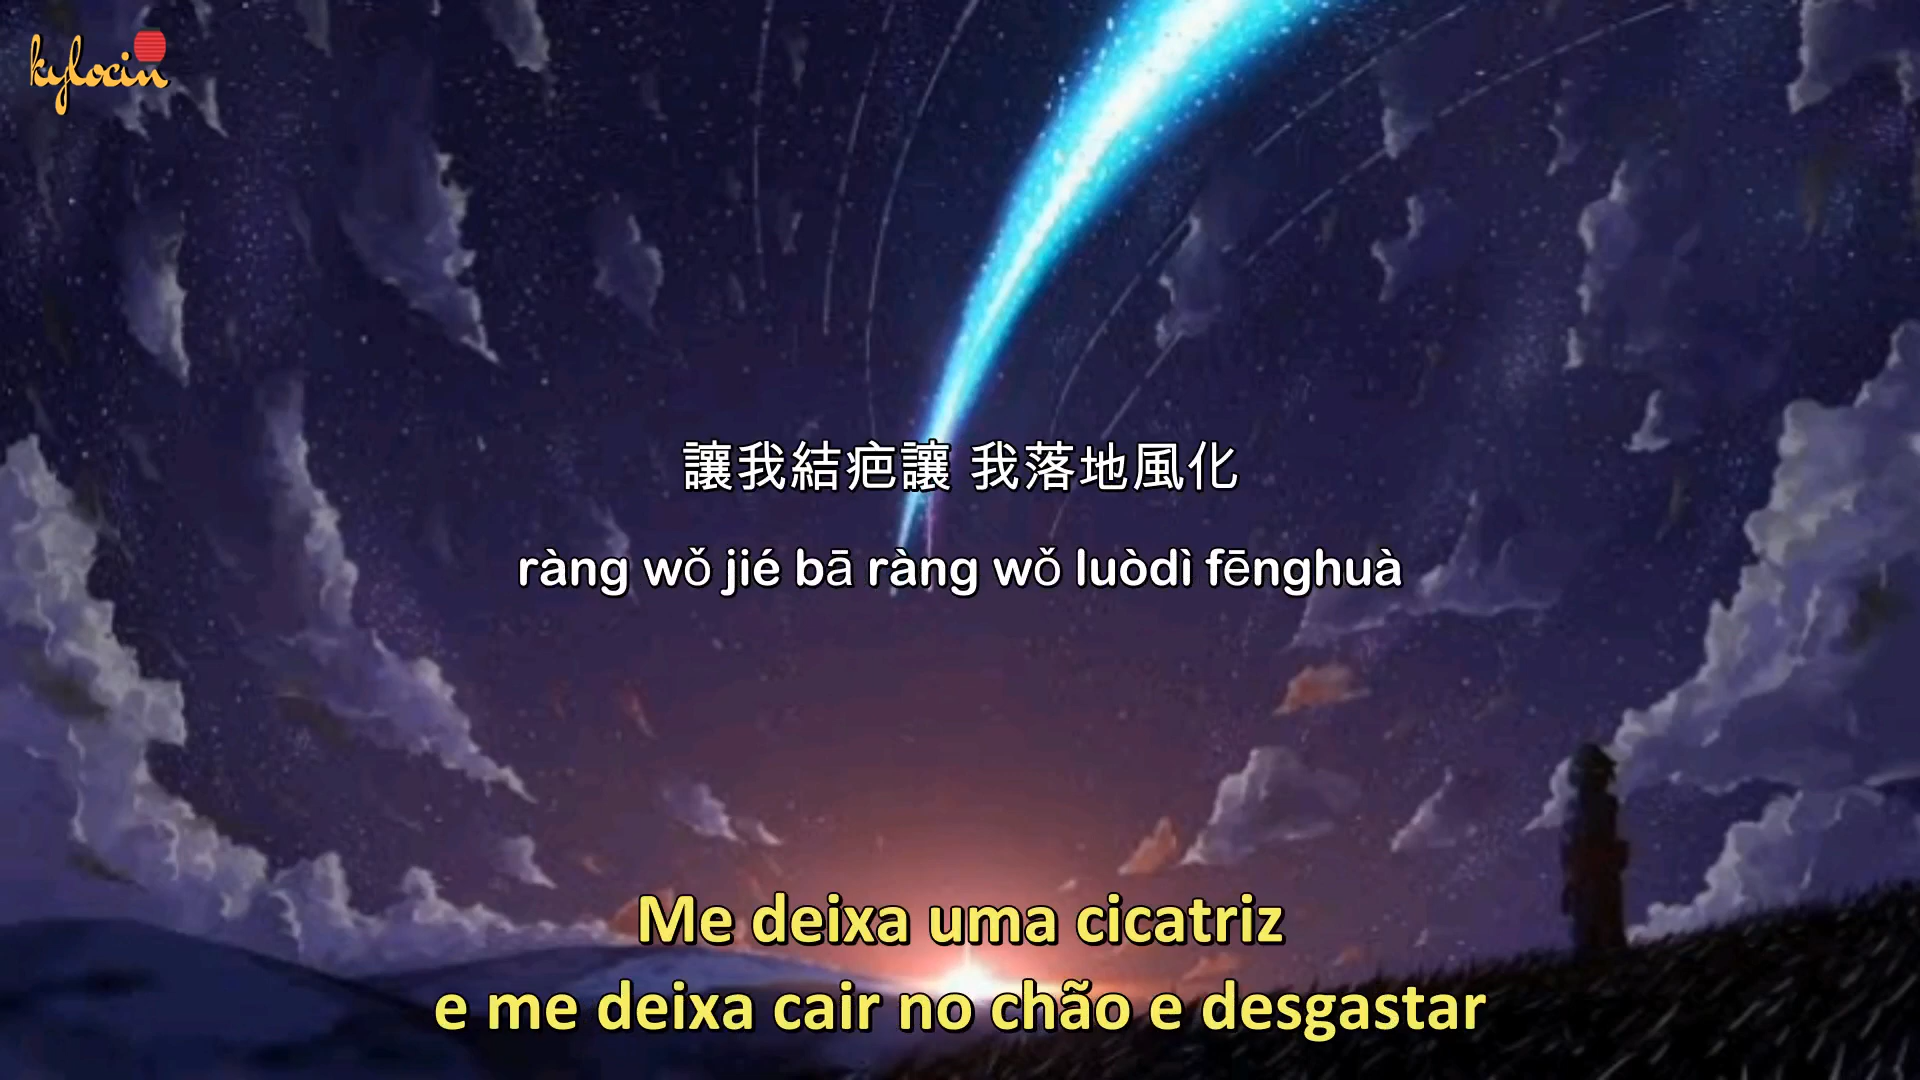 kylocin
讓我結疤讓 我落地風化
ràng wǒ jié bā ràng wǒ luòdì fēnghuà
Me deixa uma cicatriz
e me deixa cair no chão e desgastar